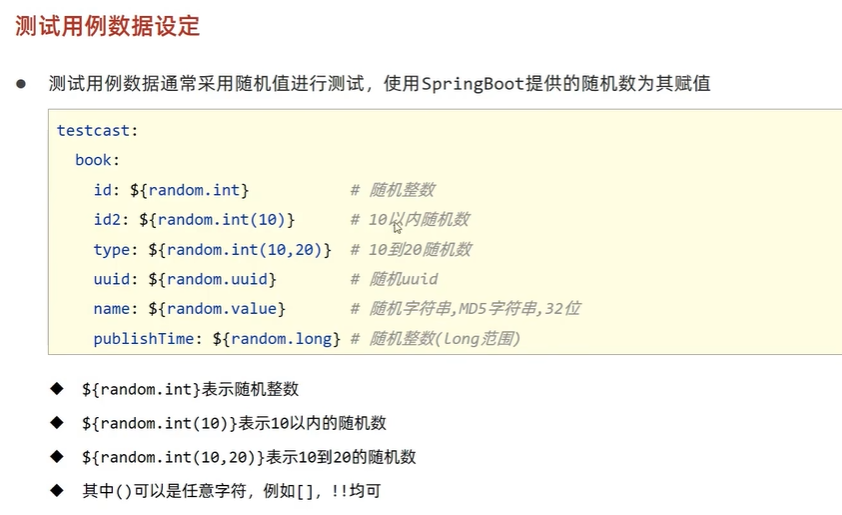 测试用例数据设定
● 测试用例数据通常采用随机值进行测试，使用SpringBoot提供的随机数为其赋值
testcast:
  book:
    id: ${random.int}           # 随机整数
    id2: ${random.int(10)}      # 10以内随机数
    type: ${random.int(10,20)}  # 10到20随机数
    uuid: ${random.uuid}        # 随机uuid
    name: ${random.value}       # 随机字符串,MD5字符串,32位
    publishTime: ${random.long} # 随机整数(long范围)
◆ ${random.int}表示随机整数
◆ ${random.int(10)}表示10以内的随机数
◆ ${random.int(10,20)}表示10到20的随机数
◆ 其中()可以是任意字符，例如[]，!!均可